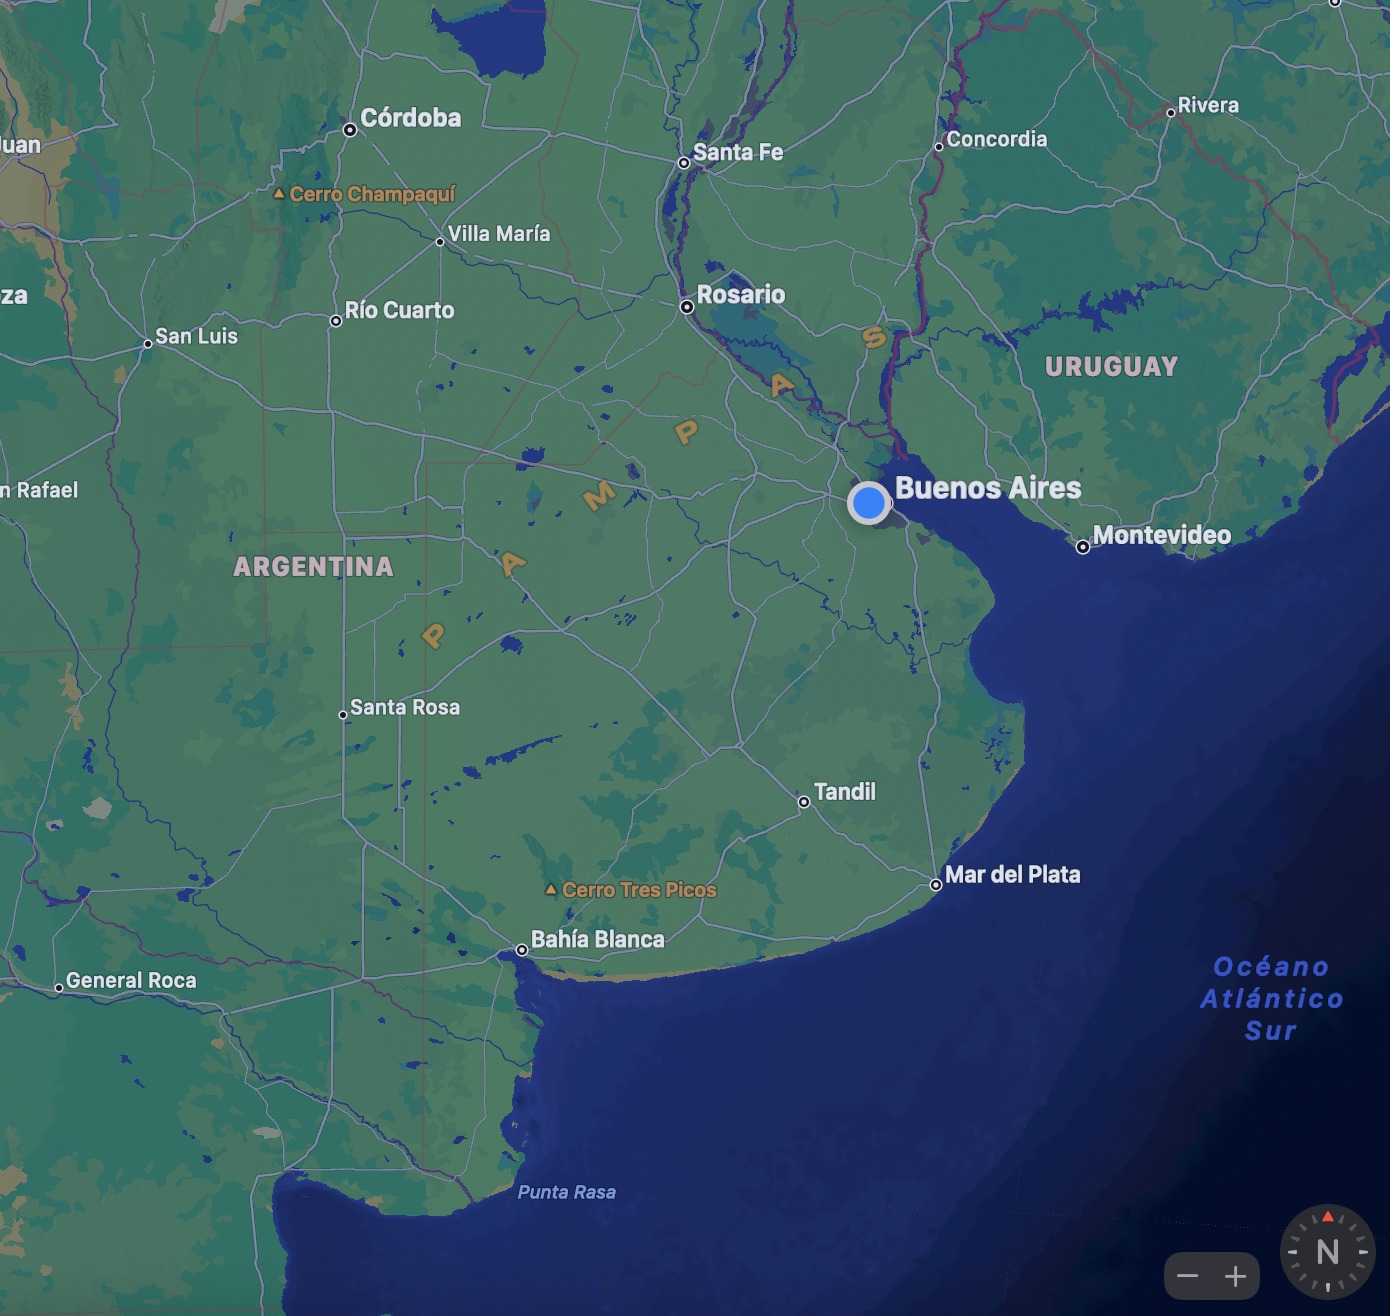 Córdoba
Rivera
Concordia
Juan
Santa Fe
Cerro Champaquí
Villa María
Rosario
Río Cuarto
San Luis
S
URUGUAY
A
P
Buenos Aires
n Rafael
M
Montevideo
ARGENTINA
A
P
Santa Rosa
Tandil
Mar del Plata
Cerro Tres Picos
Bahía Blanca
Océano
Atlántico
Sur
General Roca
Punta Rasa
N
za
− +